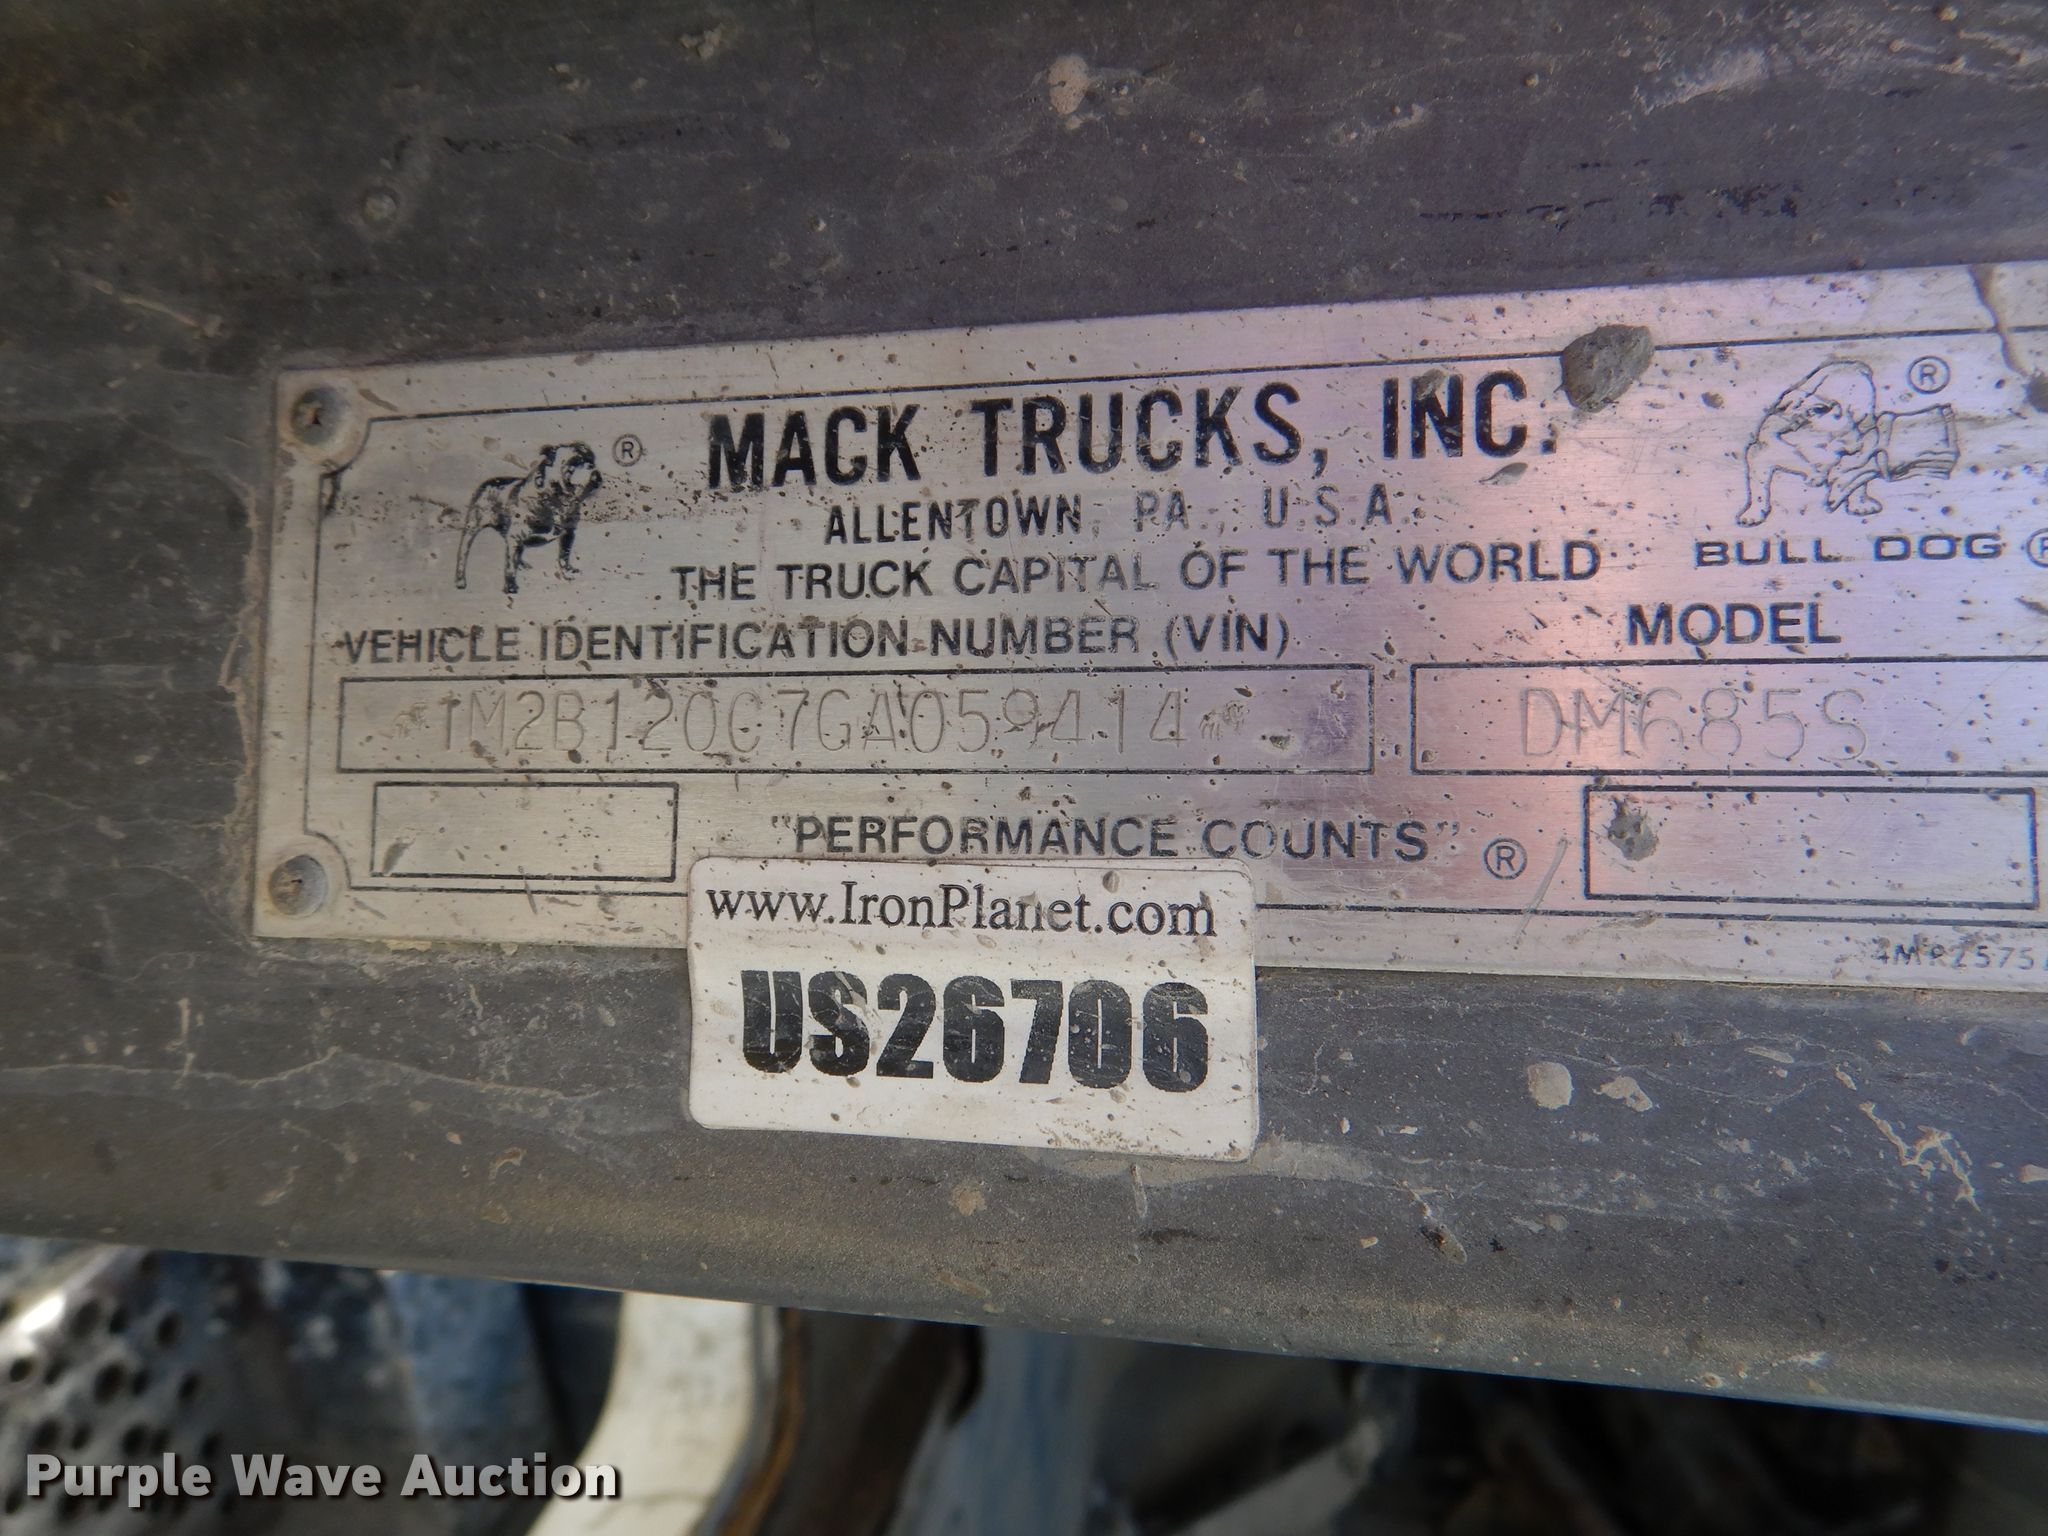 MACK TRUCKS, INC.
ALLENTOWN, PA., U.S.A.
THE TRUCK CAPITAL OF THE WORLD
BULL DOG ®
VEHICLE IDENTIFICATION NUMBER (VIN)
MODEL
1M2B120C7GA059414
DM685S
"PERFORMANCE COUNTS" ®
www.IronPlanet.com
US26706
Purple Wave Auction